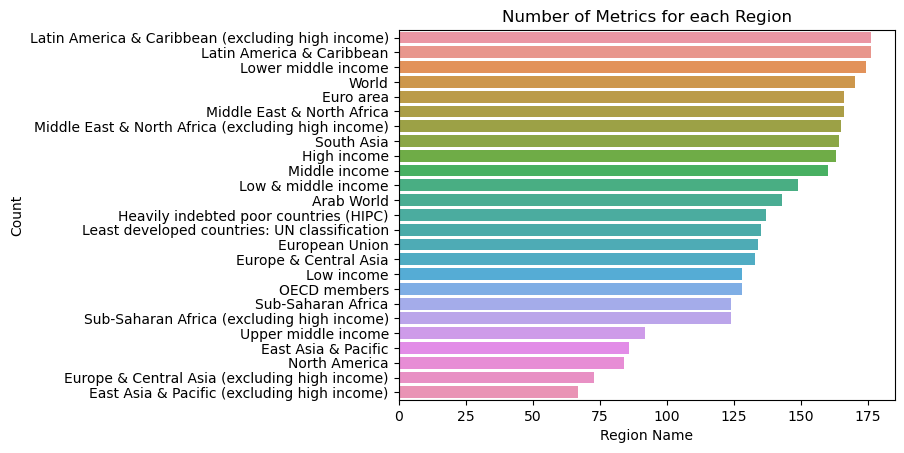 Number of Metrics for each Region
Latin America & Caribbean (excluding high income)
Latin America & Caribbean
Lower middle income
World
Euro area
Middle East & North Africa
Middle East & North Africa (excluding high income)
South Asia
High income
Middle income
Low & middle income
Arab World
Heavily indebted poor countries (HIPC)
Least developed countries: UN classification
European Union
Europe & Central Asia
Low income
OECD members
Sub-Saharan Africa
Sub-Saharan Africa (excluding high income)
Upper middle income
East Asia & Pacific
North America
Europe & Central Asia (excluding high income)
East Asia & Pacific (excluding high income)
Count
0 25 50 75 100 125 150 175
Region Name